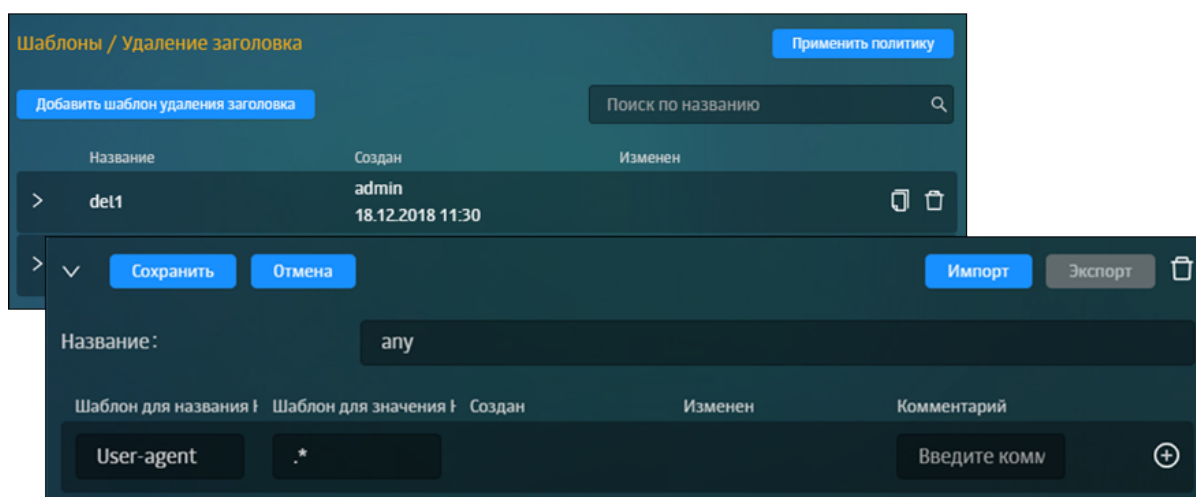 Шаблоны / Удаление заголовка
Применить политику
Добавить шаблон удаления заголовка
Поиск по названию
Название Создан Изменен
del1
admin
18.12.2018 11:30
Сохранить Отмена Импорт Экспорт
Название: any
Шаблон для названия Шаблон для значения Создан Изменен Комментарий
User-agent .* Введите комм